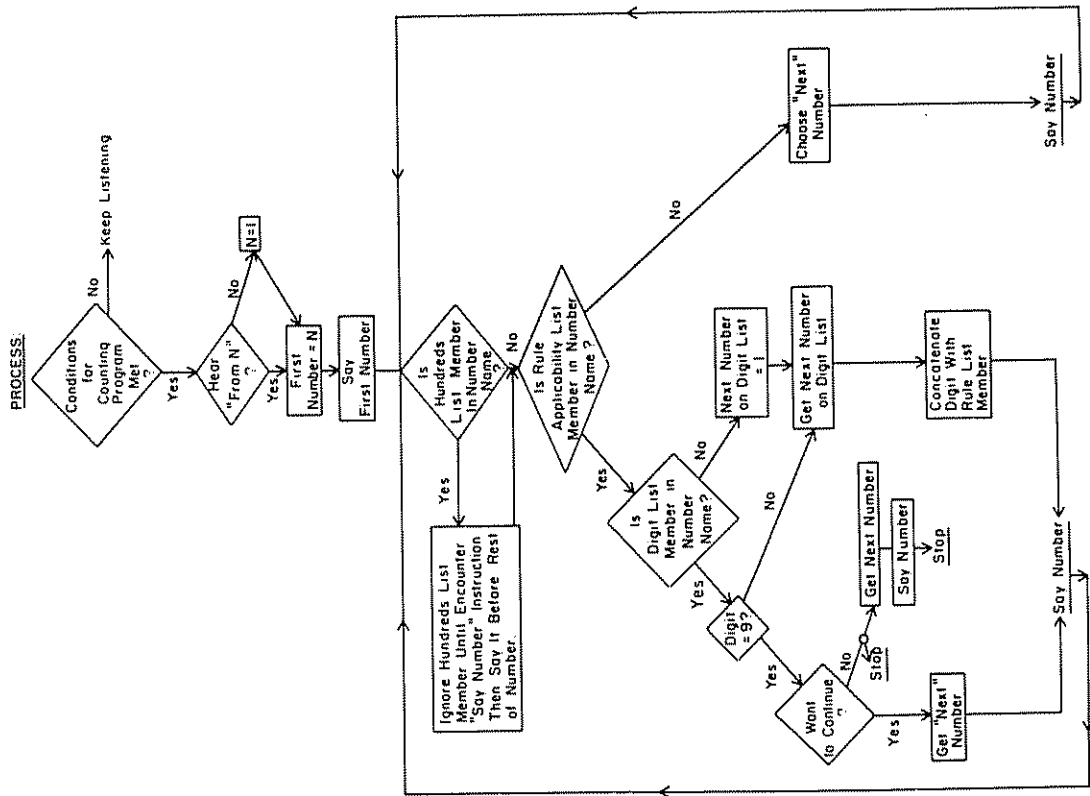 PROCESS:
Conditions
for
Counting
Program
Met
?
No
Keep Listening
Yes
Hear
"From N"
?
No
N=1
Yes
First
Number = N
Say
First Number
Is
Hundreds
List Member
In Number
Name
?
Yes
No
Ignore Hundreds List
Member Until Encounter
"Say Number" Instruction
Then Say It Before Rest
of Number.
Is Rule
Applicability List
Member in Number
Name ?
No
Choose "Next"
Number
Say Number
Yes
Is
Digit List
Member in
Number
Name?
No
Next Number
on Digit List
= 1
Get Next Number
on Digit List
Concatenate
Digit With
Rule List
Member
Yes
Digit
= 9?
No
Yes
Want
to Continue
?
No
Stop
Get Next Number
Say Number
Stop
Yes
Get "Next"
Number
Say Number